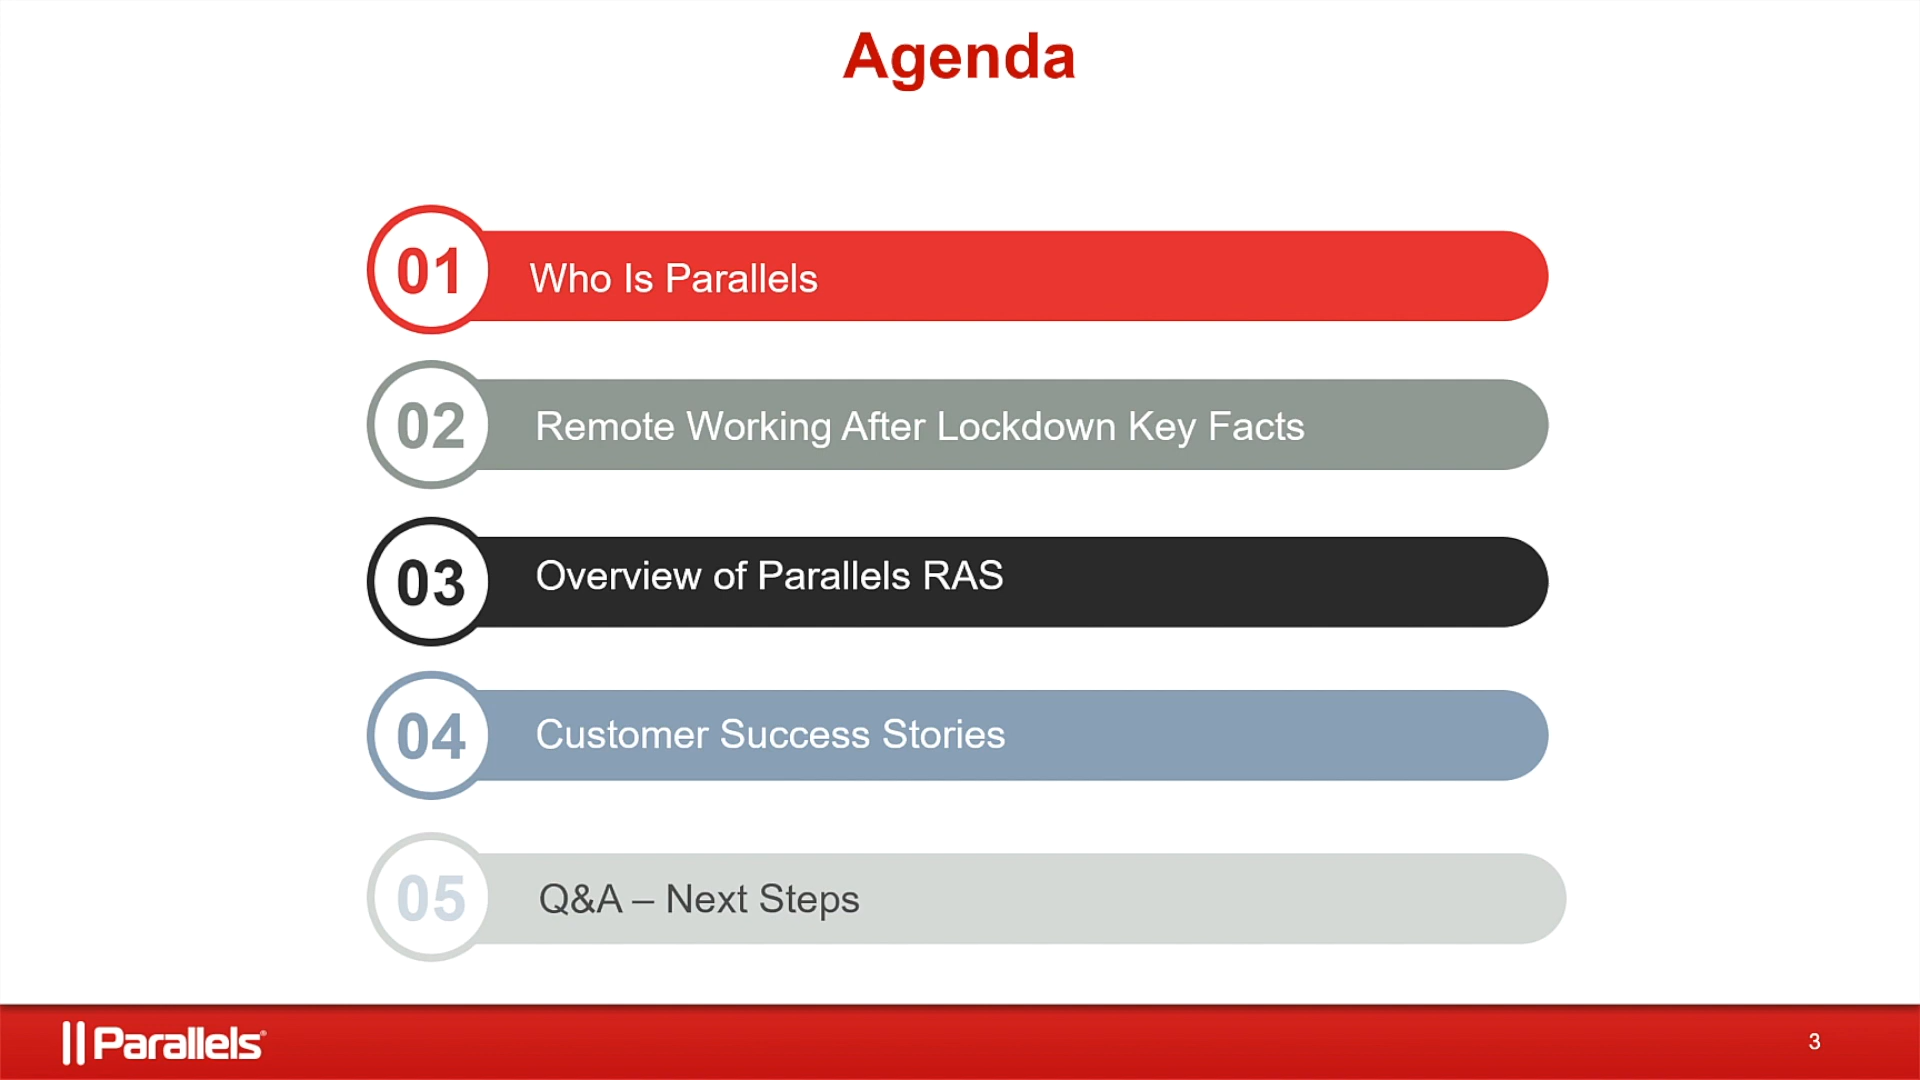 Agenda
01 Who Is Parallels
02 Remote Working After Lockdown Key Facts
03 Overview of Parallels RAS
04 Customer Success Stories
05 Q&A – Next Steps
Parallels®
3